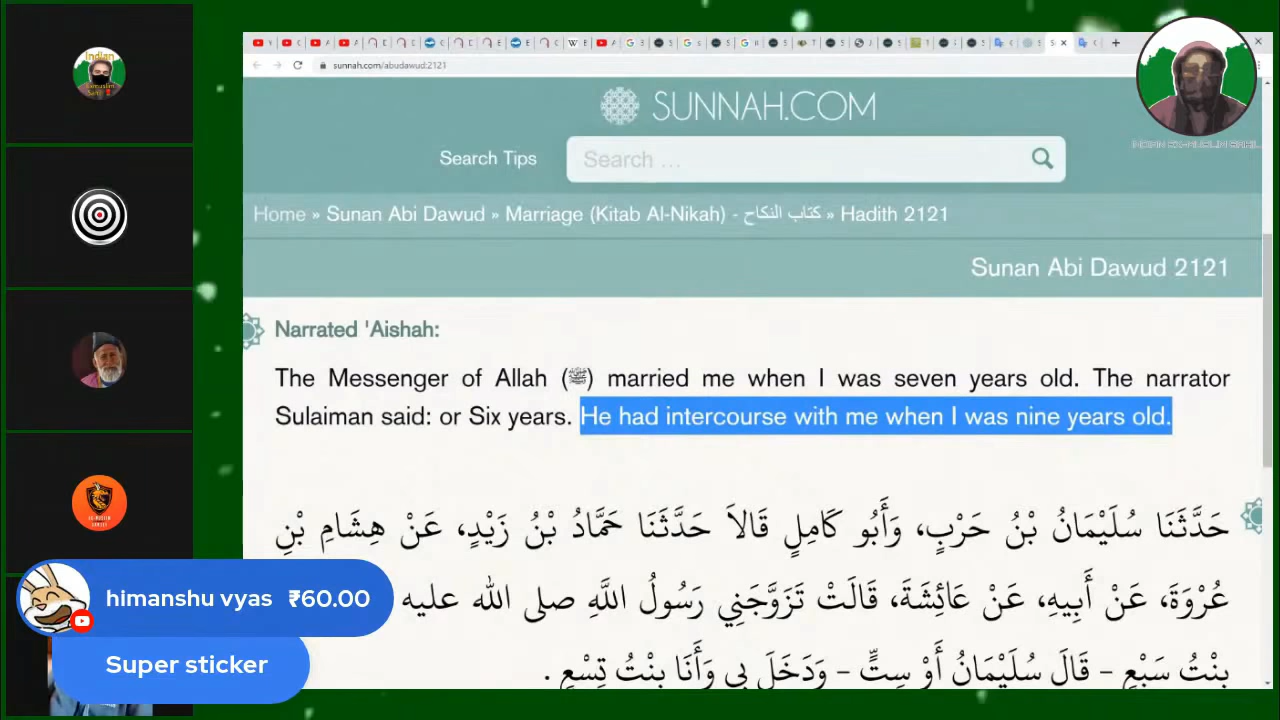 sunnah.com/abudawud:2121
SUNNAH.COM
Search Tips
Search ...
Home » Sunan Abi Dawud » Marriage (Kitab Al-Nikah) - كتاب النكاح » Hadith 2121
Sunan Abi Dawud 2121
Narrated 'Aishah:
The Messenger of Allah (ﷺ) married me when I was seven years old. The narrator
Sulaiman said: or Six years. He had intercourse with me when I was nine years old.
حَدَّثَنَا سُلَيْمَانُ بْنُ حَرْبٍ، وَأَبُو كَامِلٍ قَالاَ حَدَّثَنَا حَمَّادُ بْنُ زَيْدٍ، عَنْ هِشَامِ بْنِ
عُرْوَةَ، عَنْ أَبِيهِ، عَنْ عَائِشَةَ، قَالَتْ تَزَوَّجَنِي رَسُولُ اللَّهِ صلى الله عليه
بِنْتُ سَبْعٍ - قَالَ سُلَيْمَانُ أَوْ سِتٍّ - وَدَخَلَ بِي وَأَنَا بِنْتُ تِسْعٍ .
himanshu vyas ₹60.00
Super sticker
Indian